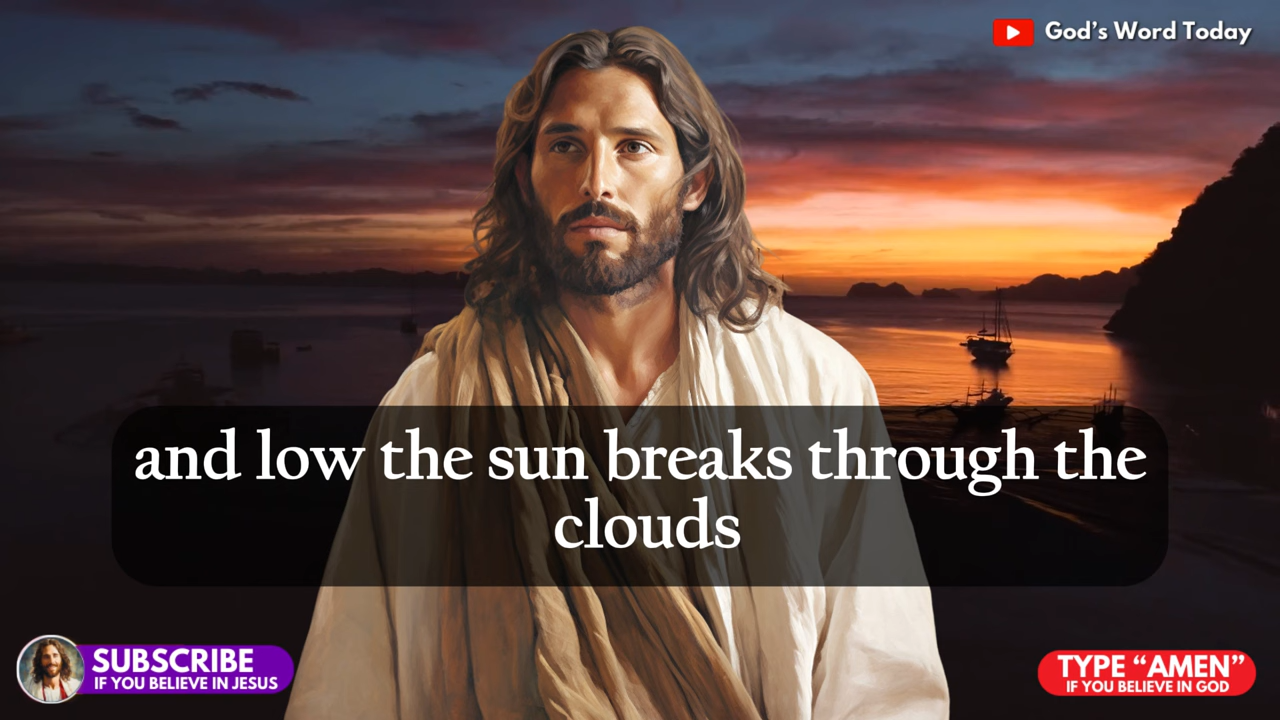 God's Word Today
and low the sun breaks through the
clouds
SUBSCRIBE
IF YOU BELIEVE IN JESUS
TYPE “AMEN”
IF YOU BELIEVE IN GOD